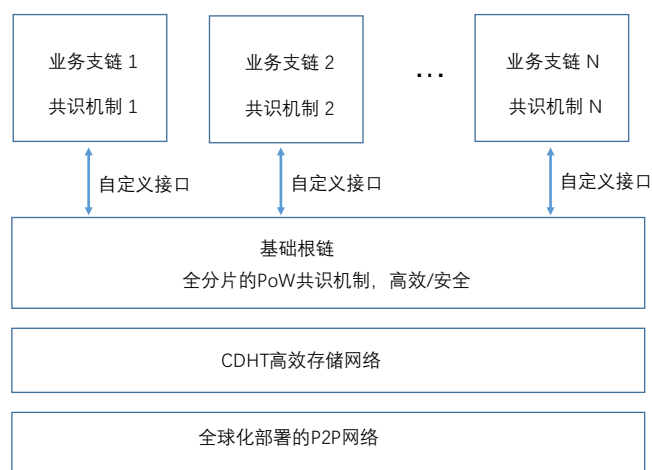 业务支链 1
共识机制 1
业务支链 2
共识机制 2
...
业务支链 N
共识机制 N
自定义接口
自定义接口
自定义接口
基础根链
全分片的PoW共识机制，高效/安全
CDHT高效存储网络
全球化部署的P2P网络